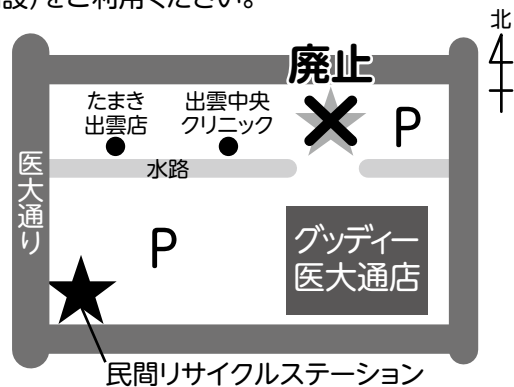 設)をご利用ください。
北
廃止
たまき
出雲店
出雲中央
クリニック
P
水路
医大通り
P
グッディー
医大通店
民間リサイクルステーション